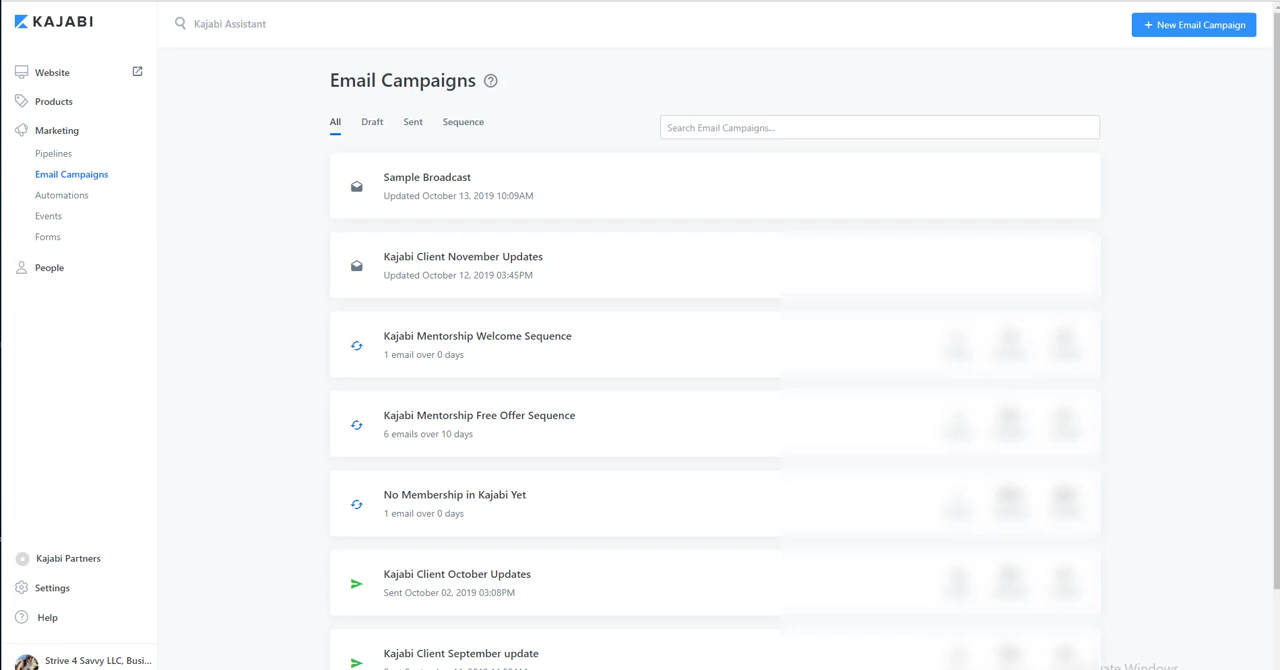 KAJABI
Kajabi Assistant
+ New Email Campaign
Website
Products
Marketing
Pipelines
Email Campaigns
Automations
Events
Forms
People
Kajabi Partners
Settings
Help
Strive 4 Savvy LLC, Busi...
Email Campaigns
All Draft Sent Sequence
Search Email Campaigns...
Sample Broadcast
Updated October 13, 2019 10:09AM
Kajabi Client November Updates
Updated October 12, 2019 03:45PM
Kajabi Mentorship Welcome Sequence
1 email over 0 days
Kajabi Mentorship Free Offer Sequence
6 emails over 10 days
No Membership in Kajabi Yet
1 email over 0 days
Kajabi Client October Updates
Sent October 02, 2019 03:08PM
Kajabi Client September update
Windows